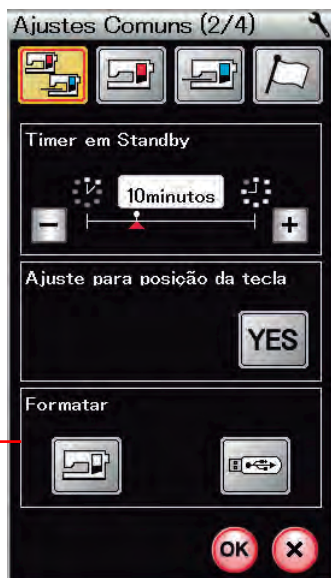 Ajustes Comuns (2/4)
Timer em Standby
10minutos
Ajuste para posição da tecla
YES
Formatar
OK